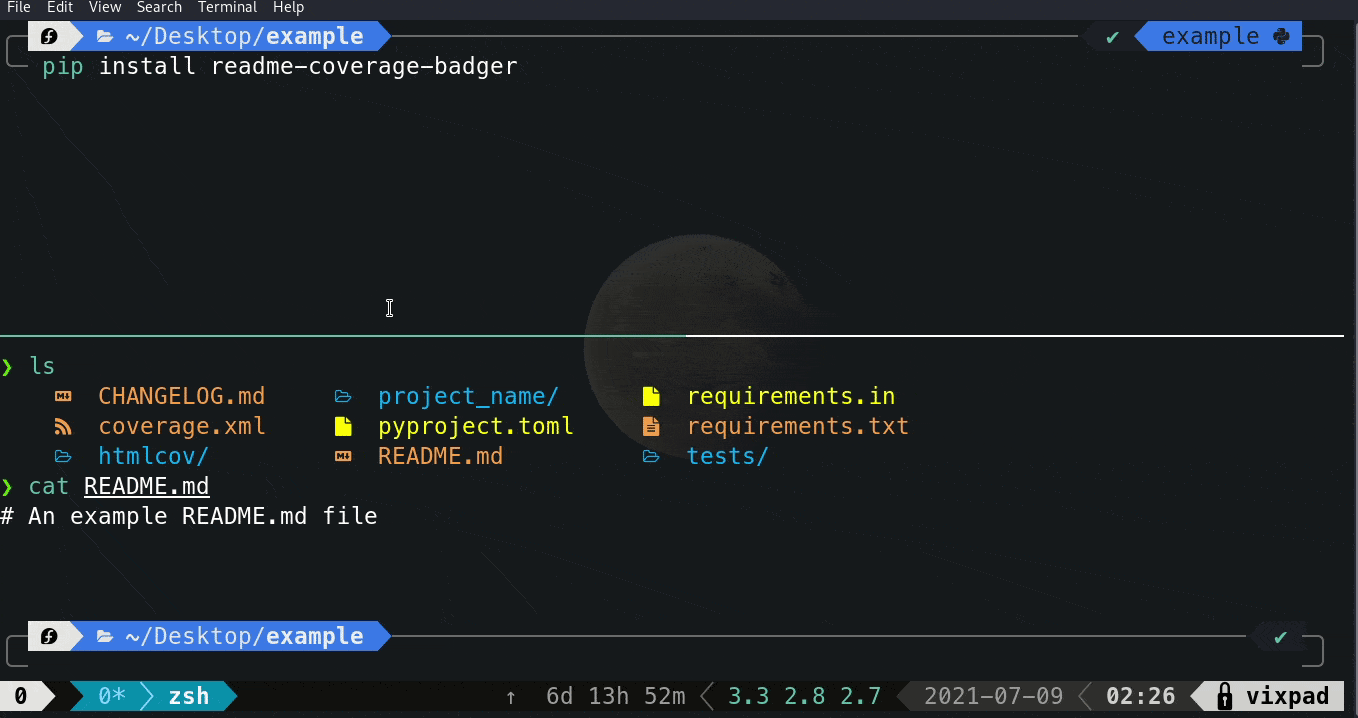 File Edit View Search Terminal Help
~/Desktop/example ✔ example
pip install readme-coverage-badger
❯ ls
CHANGELOG.md project_name/ requirements.in
coverage.xml pyproject.toml requirements.txt
htmlcov/ README.md tests/
❯ cat README.md
# An example README.md file
~/Desktop/example ✔
0 0* zsh ↑ 6d 13h 52m 3.3 2.8 2.7 2021-07-09 02:26 vixpad